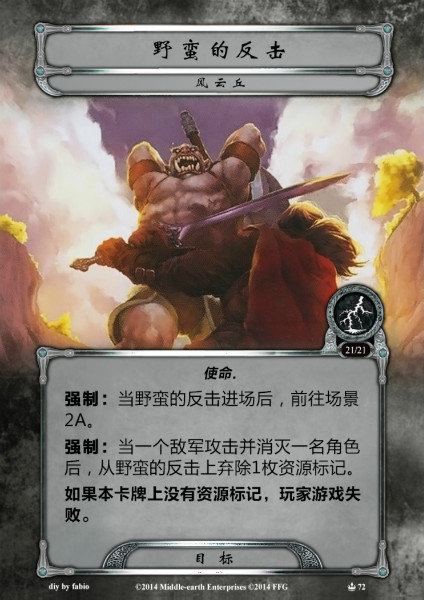 野蛮的反击
风云丘
21/21
使命.
强制：当野蛮的反击进场后，前往场景
2A。
强制：当一个敌军攻击并消灭一名角色
后，从野蛮的反击上弃除1枚资源标记。
如果本卡牌上没有资源标记，玩家游戏失
败。
目标
diy by fabio ©2014 Middle-earth Enterprises ©2014 FFG 72